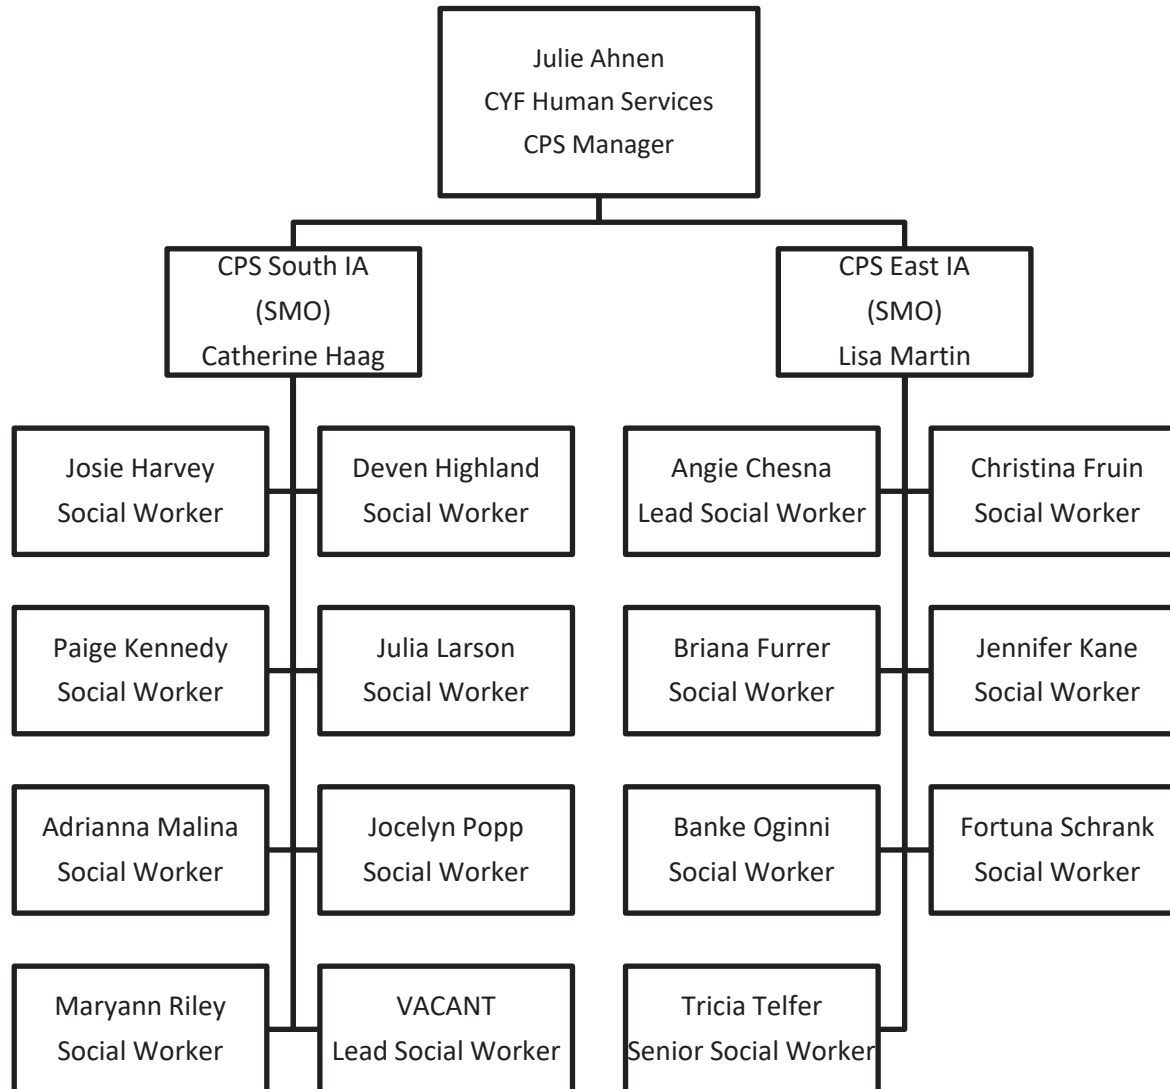 Julie Ahnen
CYF Human Services
CPS Manager
CPS South IA
(SMO)
Catherine Haag
CPS East IA
(SMO)
Lisa Martin
Josie Harvey
Social Worker
Deven Highland
Social Worker
Angie Chesna
Lead Social Worker
Christina Fruin
Social Worker
Paige Kennedy
Social Worker
Julia Larson
Social Worker
Briana Furrer
Social Worker
Jennifer Kane
Social Worker
Adrianna Malina
Social Worker
Jocelyn Popp
Social Worker
Banke Oginni
Social Worker
Fortuna Schrank
Social Worker
Maryann Riley
Social Worker
VACANT
Lead Social Worker
Tricia Telfer
Senior Social Worker